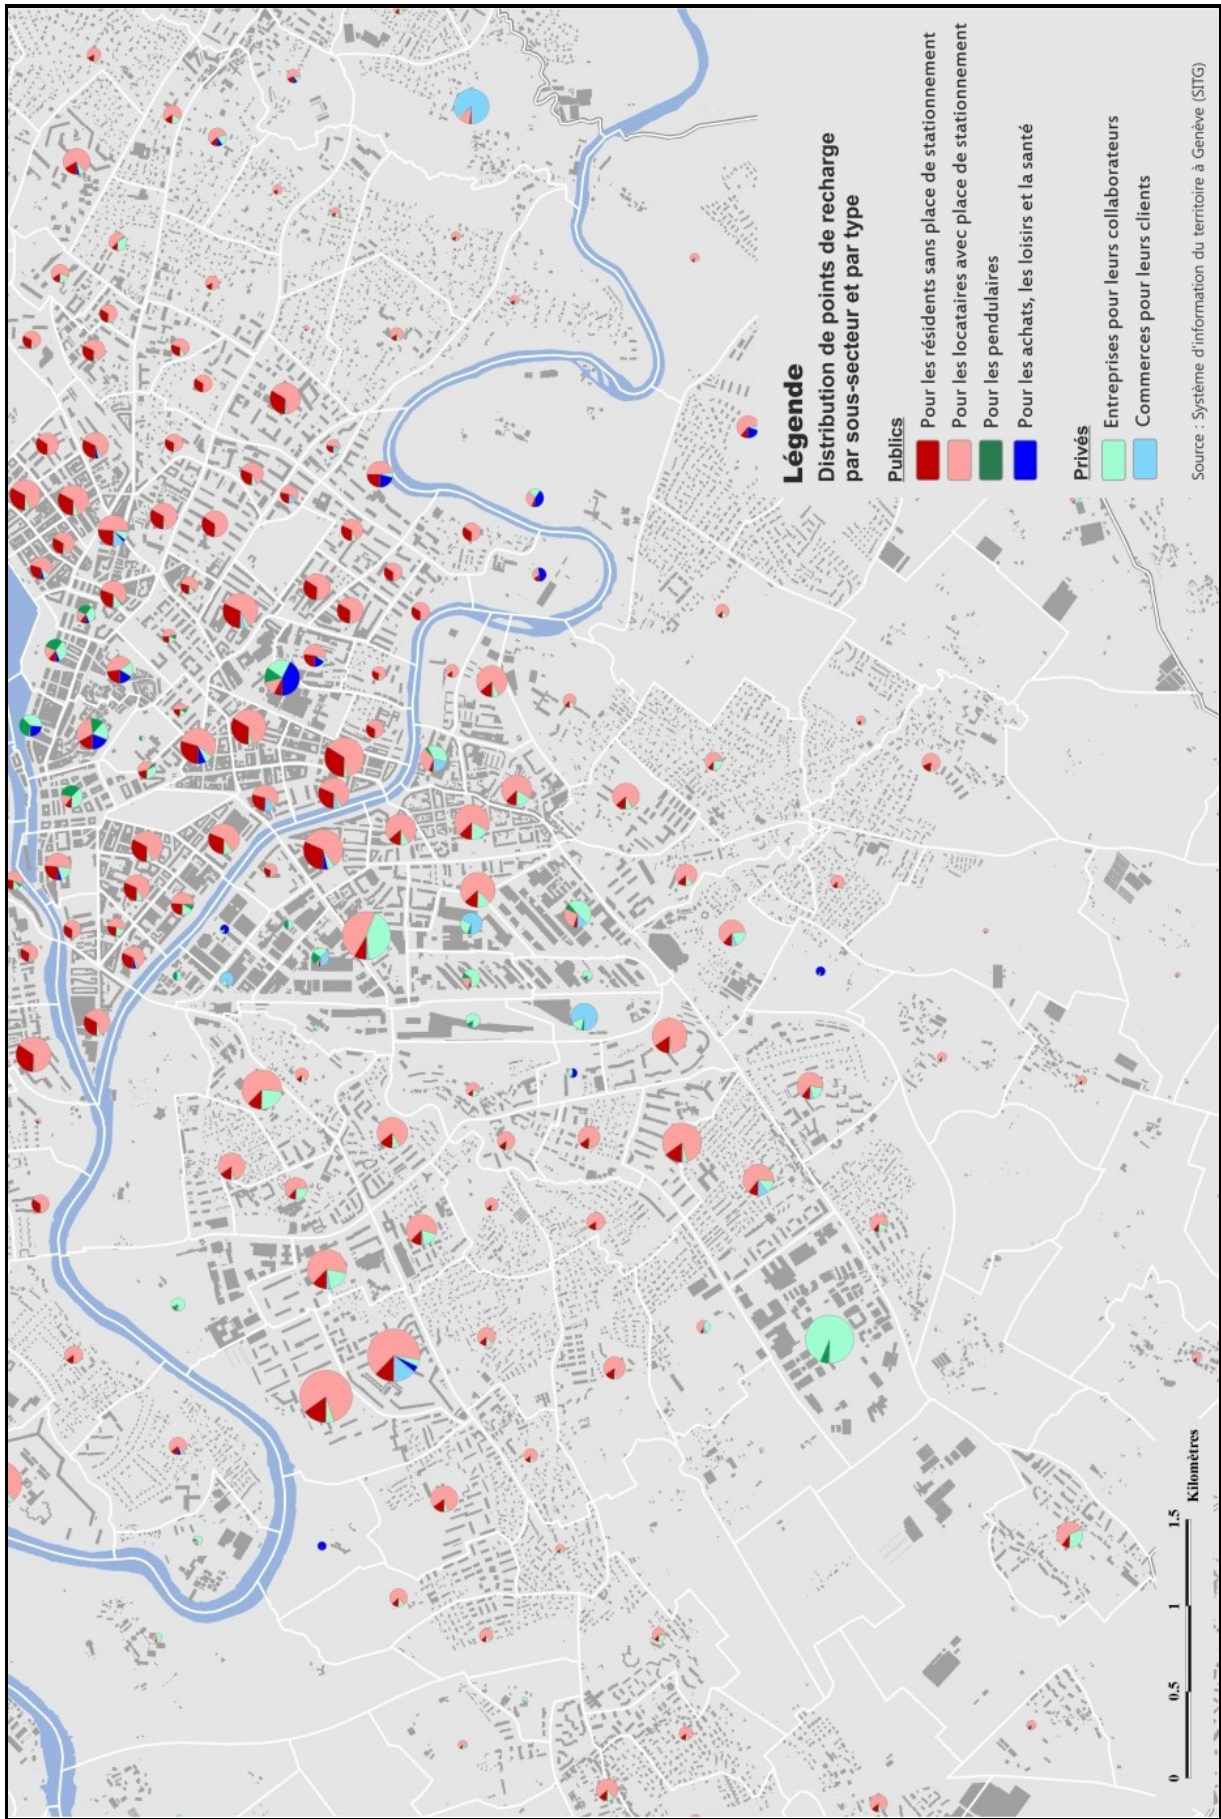 Légende
Distribution de points de recharge
par sous-secteur et par type
Publics
Pour les résidents sans place de stationnement
Pour les locataires avec place de stationnement
Pour les pendulaires
Pour les achats, les loisirs et la santé
Privés
Entreprises pour leurs collaborateurs
Commerces pour leurs clients
Source : Système d'information du territoire à Genève (SITG)
0 0.5 1 1.5
Kilomètres